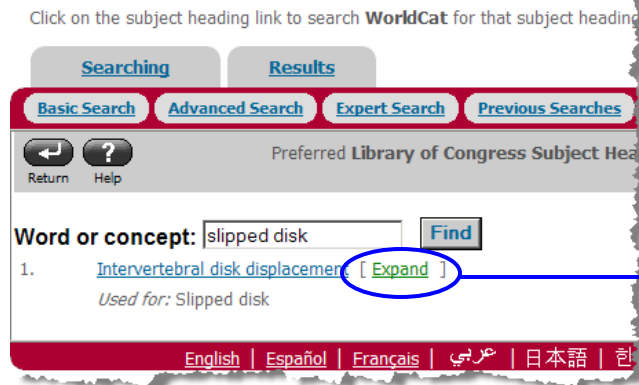 Click on the subject heading link to search WorldCat for that subject heading
Searching Results
Basic Search Advanced Search Expert Search Previous Searches
Preferred Library of Congress Subject Hea
Return Help
Word or concept: slipped disk Find
1. Intervertebral disk displacement [ Expand ]
Used for: Slipped disk
English | Español | Français | عربي | 日本語 | 한